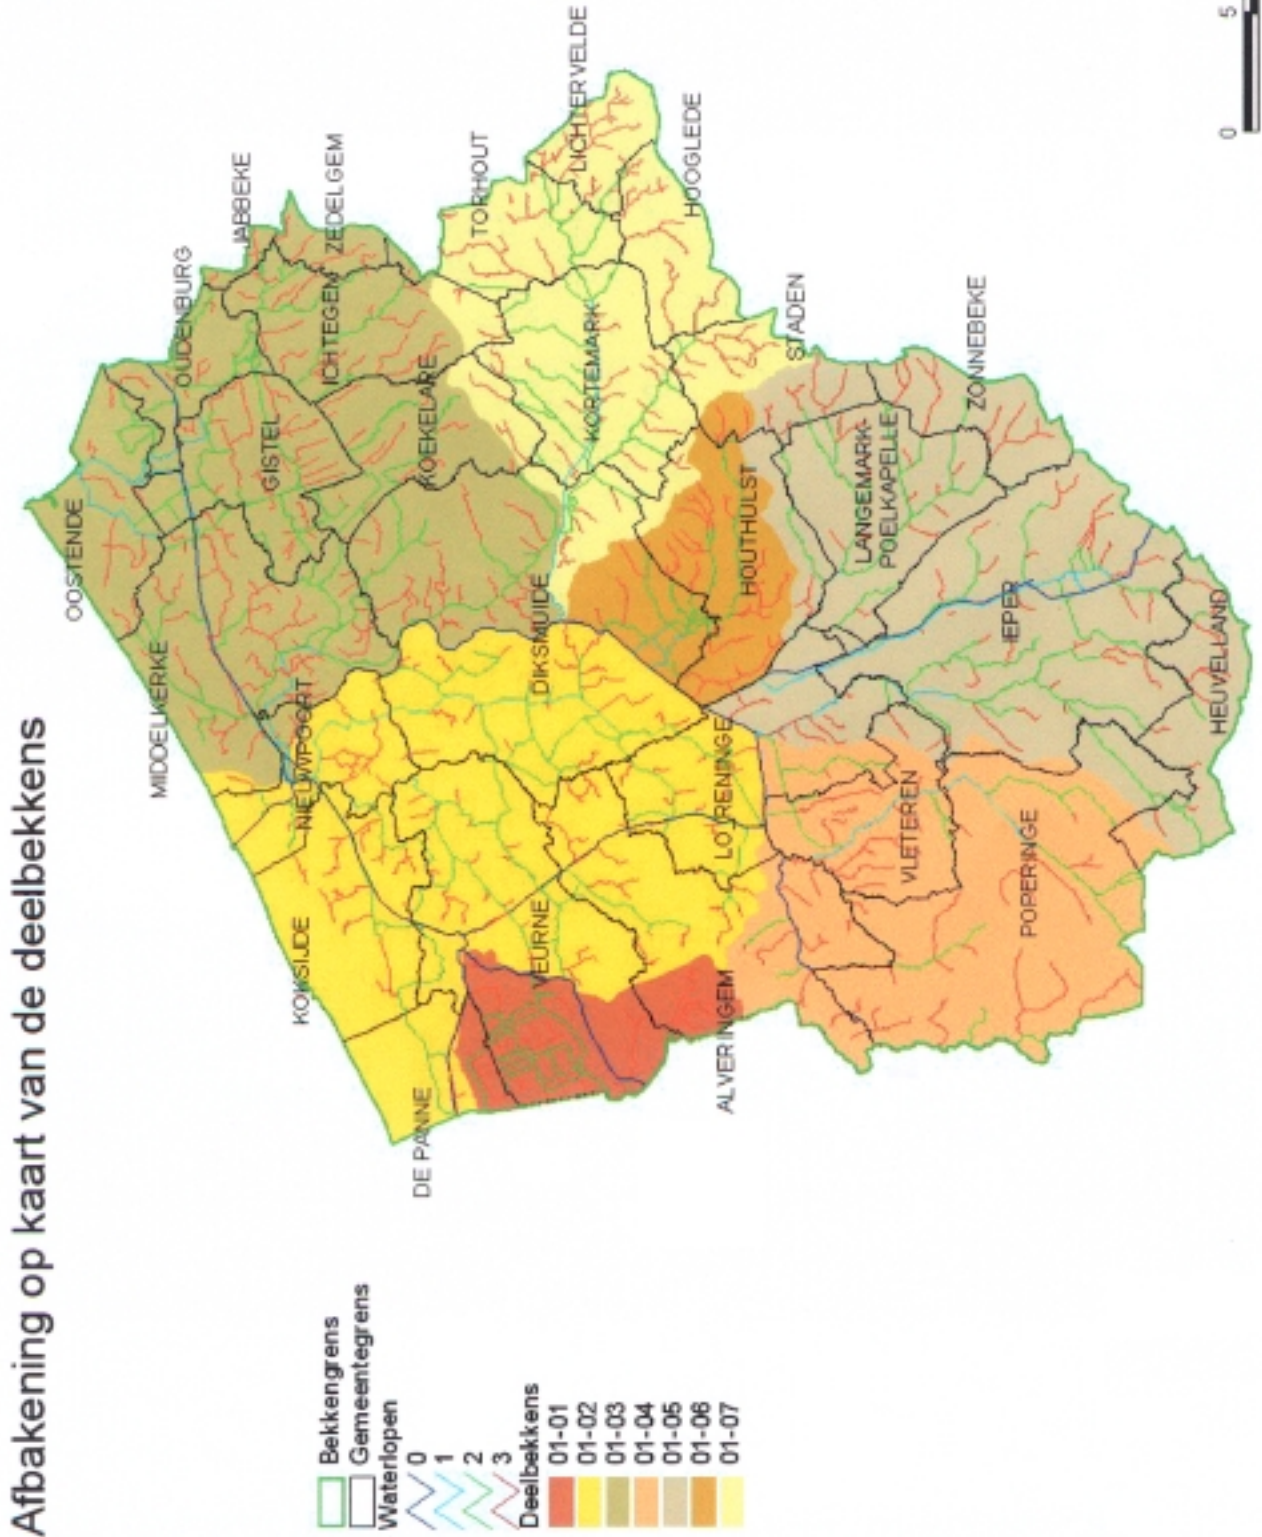 Afbakening op kaart van de deelbekkens
OOSTENDE
MIDDELKERKE
OUDENBURG
JABBEKE
ZEDELGEM
GISTEL
ICHTEGEM
NIEUWPOORT
KOKSIJDE
KOEKELARE
TORHOUT
DE PANNE
DIKSMUIDE
VEURNE
KORTEMARK
LICHTERVELDE
HOOGLEDE
LO-RENINGE
HOUTHULST
ALVERINGEM
STADEN
LANGEMARK-
POELKAPELLE
VLETEREN
ZONNEBEKE
IEPER
POPERINGE
HEUVELLAND
Bekkengrens
Gemeentegrens
Waterlopen
0
1
2
3
Deelbekkens
01-01
01-02
01-03
01-04
01-05
01-06
01-07
0 5